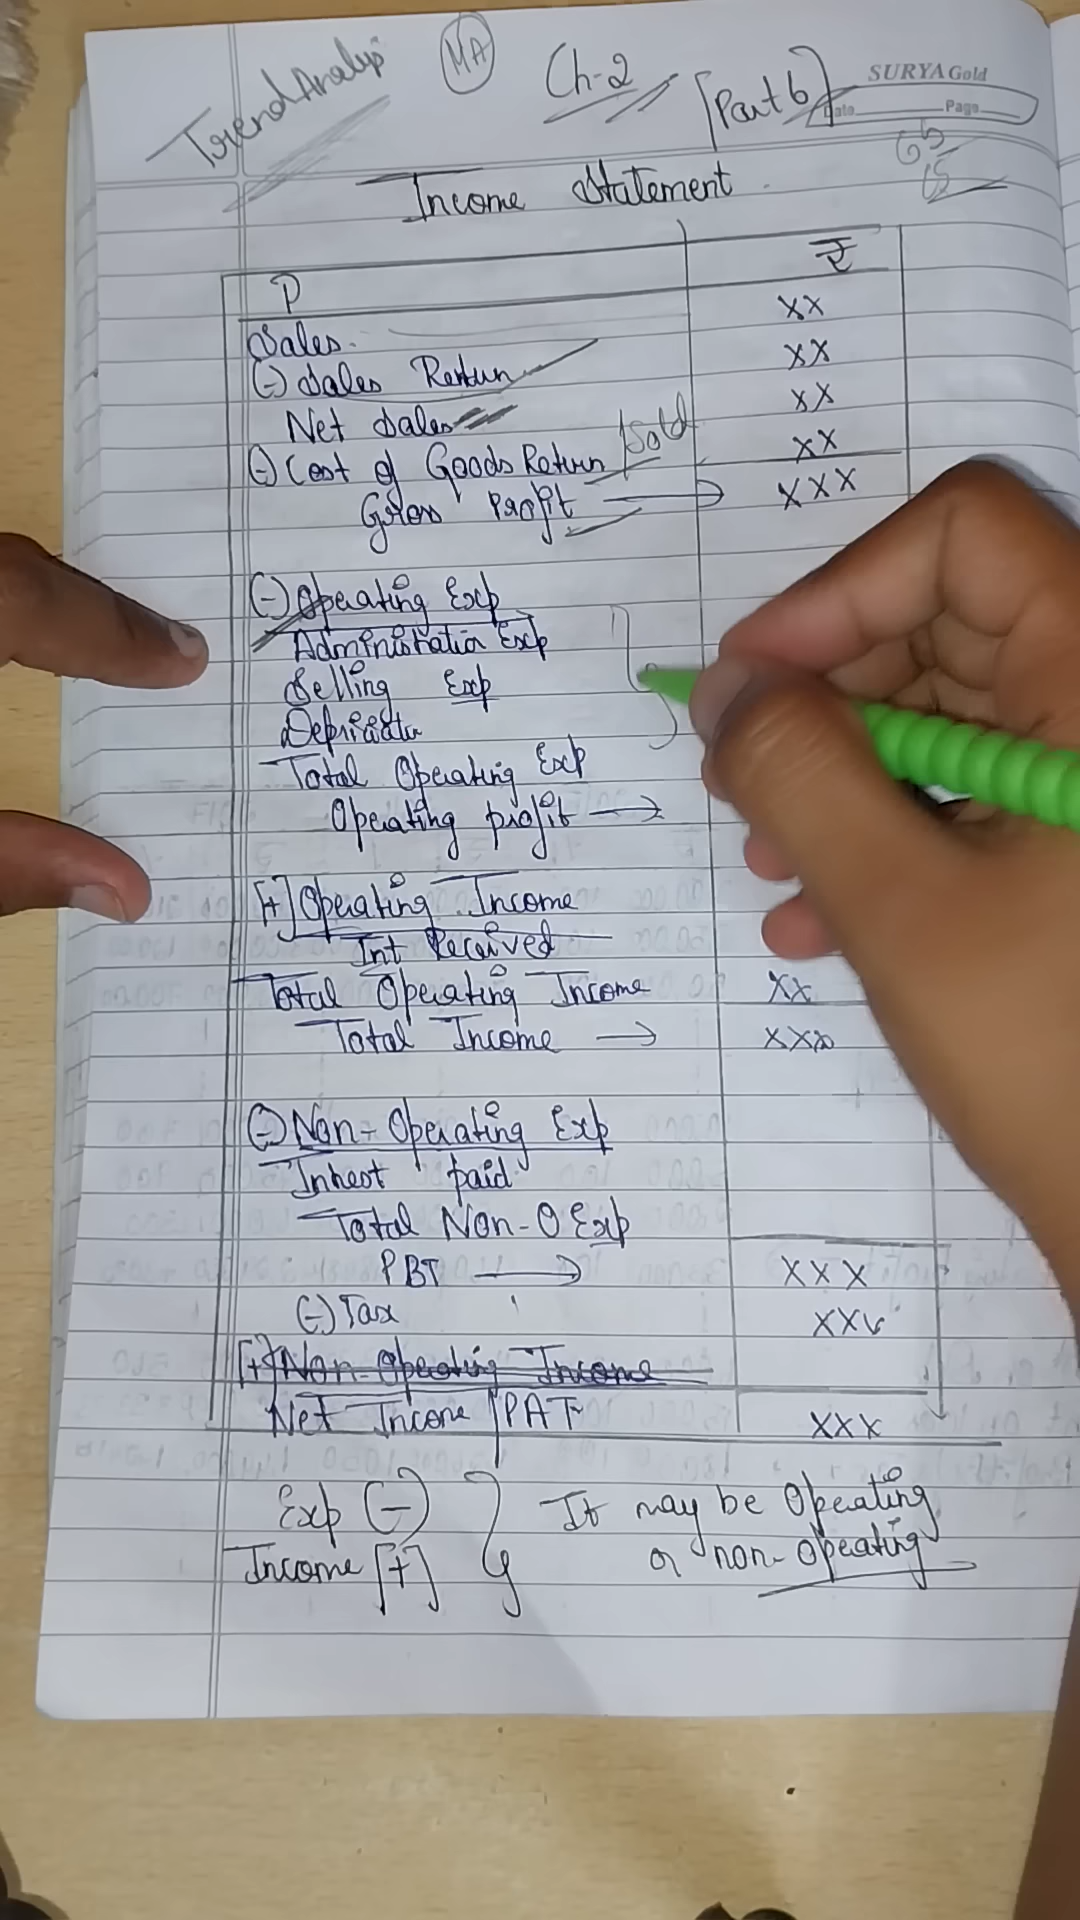 Trend Analysis
MA
Ch-2
[Part 6]
SURYA Gold
Date Page
65
15
Income Statement
P ₹
Sales. XX
(-) Sales Return XX
Net Sales XX
(-) Cost of Goods Return / Sold XX
Gross Profit → XXX
(-) Operating Exp
Administration Exp
Selling Exp
Total Operating Exp
Operating profit →
[+] Operating Income
Int Received
Total Operating Income XX
Total Income → XXX
(-) Non-Operating Exp
paid
Total Non-O Exp
PBT → XXX
(-) Tax XXX
[+] Non-Operating Income
Net Income / PAT XXX
Exp (-)
Income [+]
It may be Operating
or non-operating